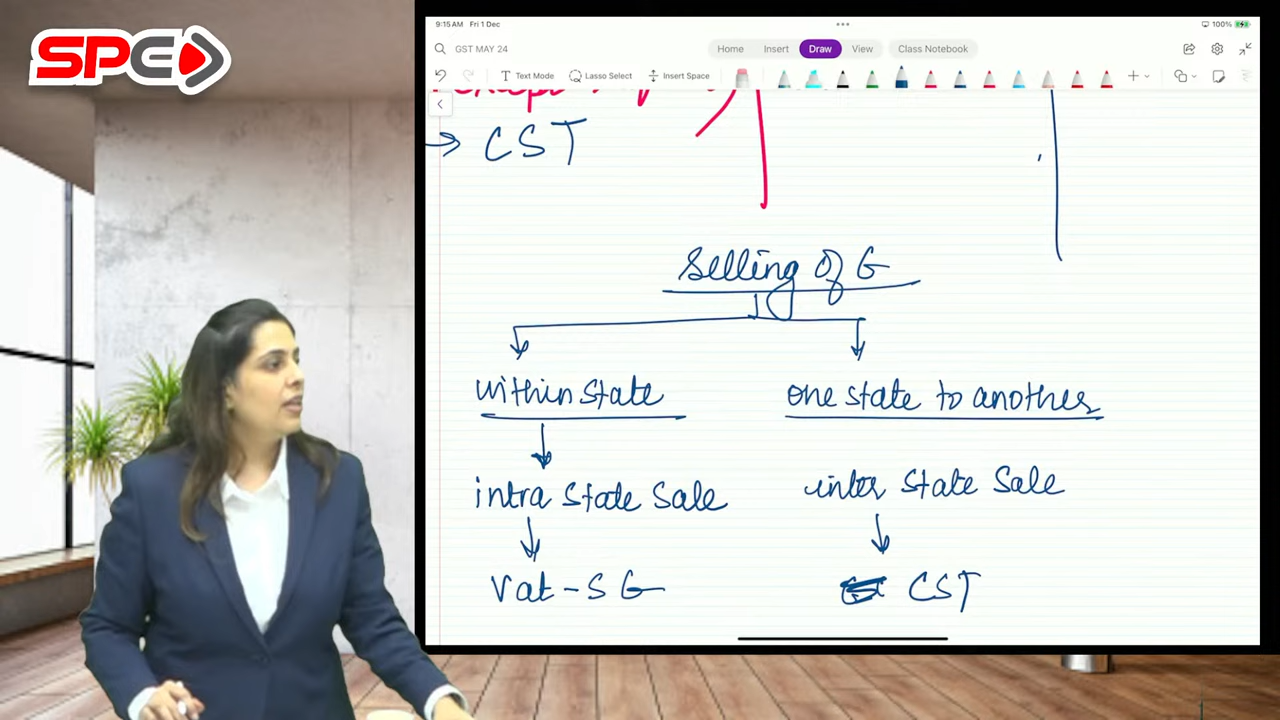 SPED
9:15 AM Fri 1 Dec
100%
GST MAY 24
Home Insert Draw View Class Notebook
Text Mode Lasso Select Insert Space
→ CST
Selling of G
within state one state to another
intra state sale inter state sale
Vat - SG CST